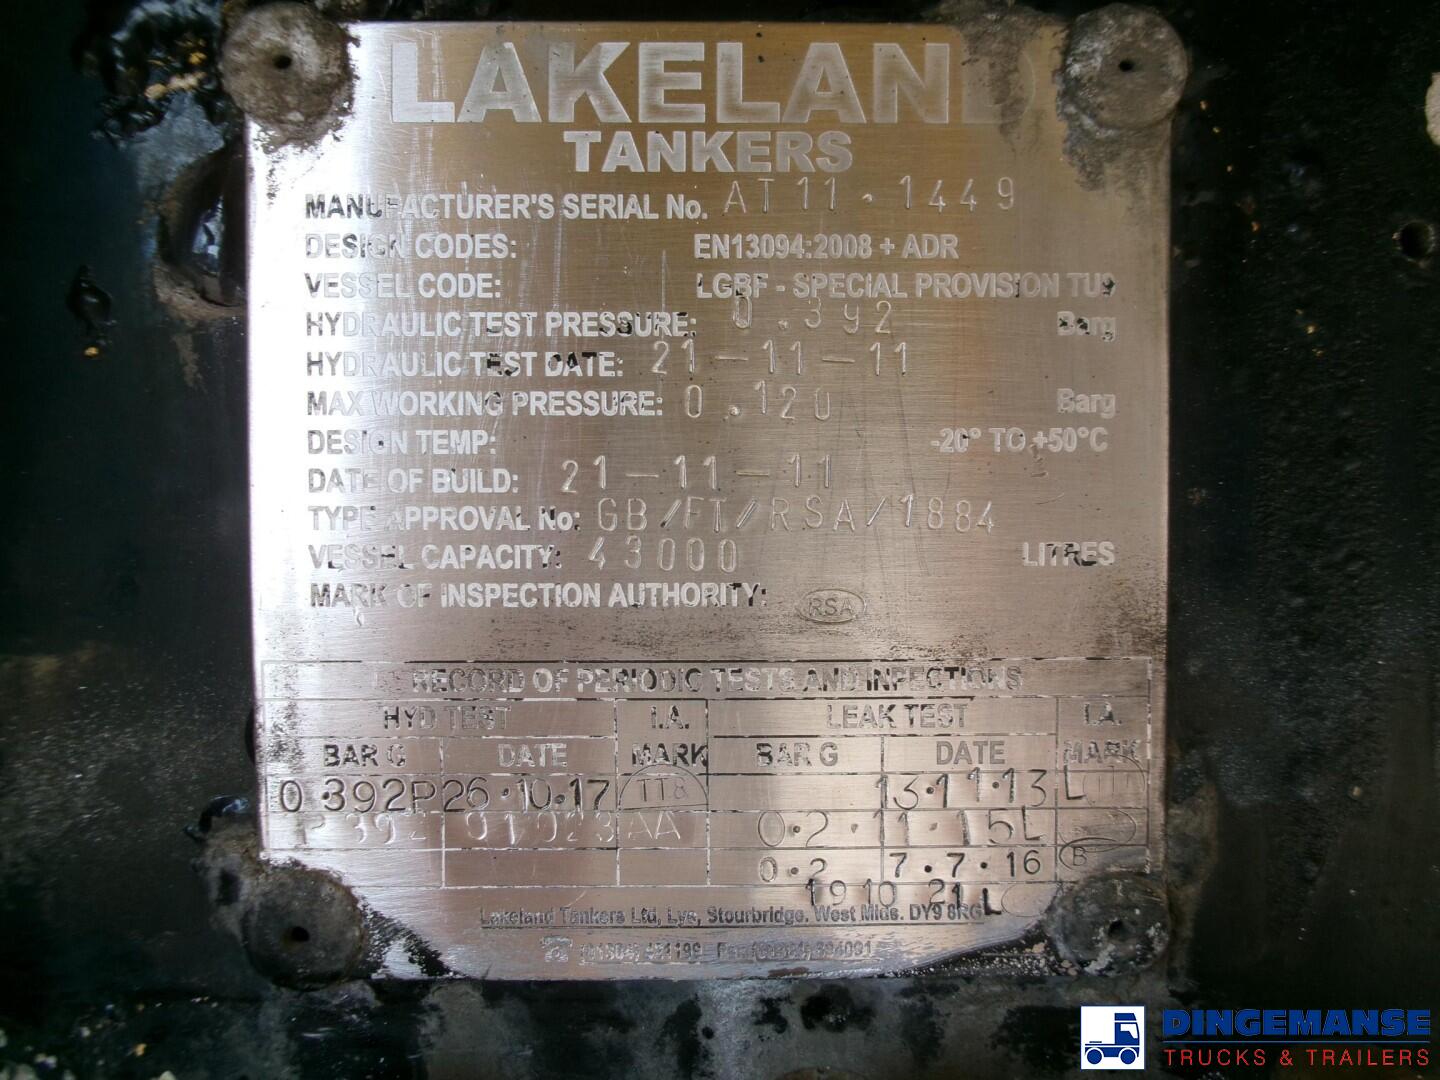 LAKELAND
TANKERS
MANUFACTURER'S SERIAL No. AT11.1449
DESIGN CODES: EN13094:2008 + ADR
VESSEL CODE: LGBF - SPECIAL PROVISION TU9
HYDRAULIC TEST PRESSURE: 0.392 Barg
HYDRAULIC TEST DATE: 21-11-11
MAX WORKING PRESSURE: 0.120 Barg
DESIGN TEMP: -20° TO +50°C
DATE OF BUILD: 21-11-11
TYPE APPROVAL No: GB/FT/RSA/1884
VESSEL CAPACITY: 43000 LITRES
MARK OF INSPECTION AUTHORITY: RSA
RECORD OF PERIODIC TESTS AND INPECTIONS
HYD TEST I.A. LEAK TEST I.A.
BAR G DATE MARK BAR G DATE MARK
0.392P 26.10.17 TT& 13.11.13 L
P 392 AA 0.2 . 11.15 L
0.2 7.7.16 B
19 10 21 L
Lakeland Tankers Ltd, Lye, Stourbridge. West Mids. DY9 8RG
DINGEMANSE
TRUCKS & TRAILERS